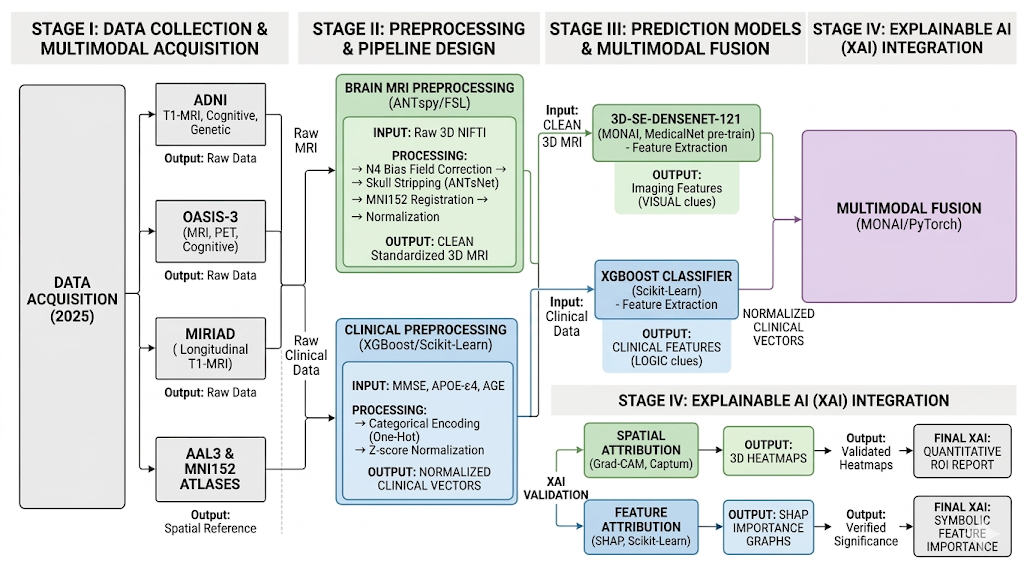 STAGE I: DATA COLLECTION &
MULTIMODAL ACQUISITION
STAGE II: PREPROCESSING
& PIPELINE DESIGN
STAGE III: PREDICTION MODELS
& MULTIMODAL FUSION
STAGE IV: EXPLAINABLE AI
(XAI) INTEGRATION
DATA
ACQUISITION
(2025)
ADNI
T1-MRI, Cognitive,
Genetic
Output: Raw Data
OASIS-3
(MRI, PET,
Cognitive)
Output: Raw Data
MIRIAD
( Longitudinal
T1-MRI)
Output: Raw Data
AAL3 &
MNI152
ATLASES
Output:
Spatial Reference
Raw
MRI
Raw
Clinical
Data
BRAIN MRI PREPROCESSING
(ANTspy/FSL)
INPUT: Raw 3D NIFTI
PROCESSING:
→ N4 Bias Field Correction →
→ Skull Stripping (ANTsNet)
→ MNI152 Registration →
→ Normalization
OUTPUT: CLEAN
Standardized 3D MRI
CLINICAL PREPROCESSING
(XGBoost/Scikit-Learn)
INPUT: MMSE, APOE-ε4, AGE
PROCESSING:
→ Categorical Encoding
(One-Hot)
→ Z-score Normalization
OUTPUT: NORMALIZED
CLINICAL VECTORS
Input:
CLEAN
3D MRI
3D-SE-DENSENET-121
(MONAI, MedicalNet pre-train)
- Feature Extraction
OUTPUT:
Imaging Features
(VISUAL clues)
Input:
Clinical
Data
XGBOOST CLASSIFIER
(Scikit-Learn)
- Feature Extraction
OUTPUT:
CLINICAL FEATURES
(LOGIC clues)
NORMALIZED
CLINICAL
VECTORS
MULTIMODAL FUSION
(MONAI/PyTorch)
STAGE IV: EXPLAINABLE AI (XAI) INTEGRATION
XAI
VALIDATION
SPATIAL
ATTRIBUTION
(Grad-CAM, Captum)
OUTPUT:
3D HEATMAPS
Output:
Validated
Heatmaps
FINAL XAI:
QUANTITATIVE
ROI REPORT
FEATURE
ATTRIBUTION
(SHAP, Scikit-Learn)
OUTPUT: SHAP
IMPORTANCE
GRAPHS
Output:
Verified
Significance
FINAL XAI:
SYMBOLIC
FEATURE
IMPORTANCE